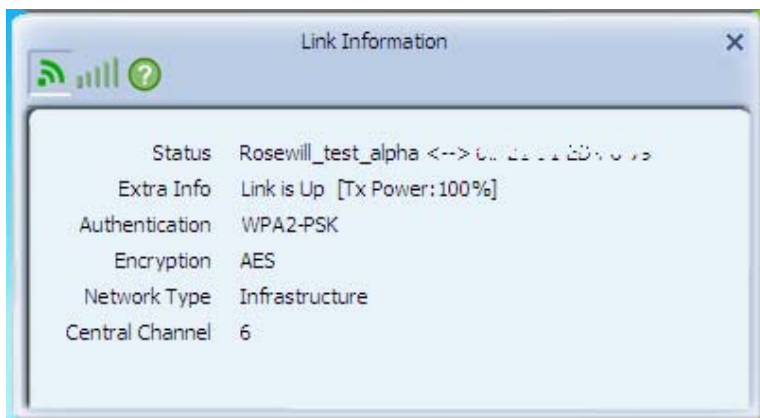 Link Information
Status Rosewill_test_alpha <-->
Extra Info Link is Up [Tx Power:100%]
Authentication WPA2-PSK
Encryption AES
Network Type Infrastructure
Central Channel 6